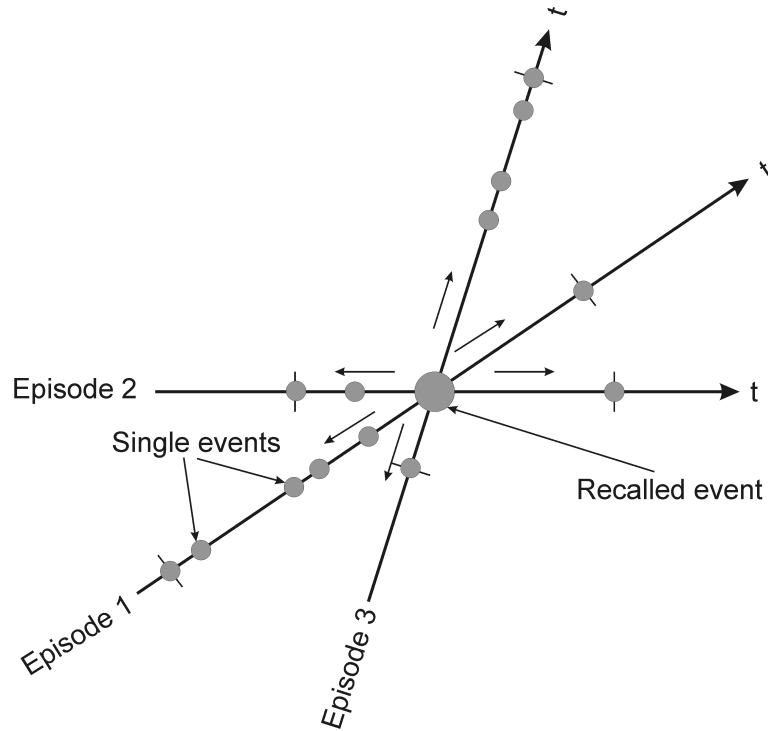 t
t
Episode 2
t
Single events
Recalled event
Episode 1
Episode 3